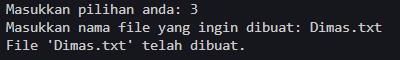 Masukkan pilihan anda: 3
Masukkan nama file yang ingin dibuat: Dimas.txt
File 'Dimas.txt' telah dibuat.